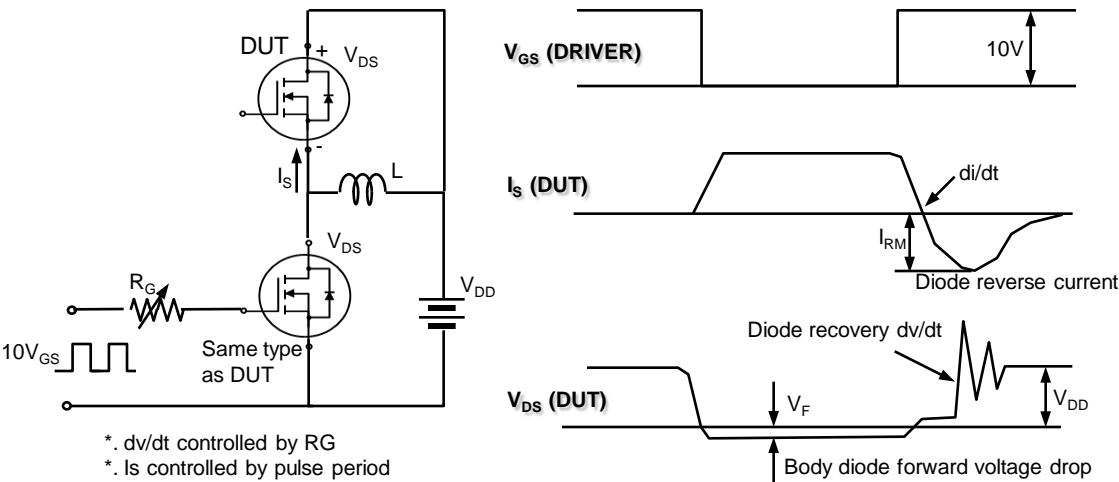 DUT
+
V_DS
-
I_S
L
V_DS
R_G
V_DD
10V_GS
Same type
as DUT
*. dv/dt controlled by RG
*. Is controlled by pulse period
V_GS (DRIVER)
10V
I_S (DUT)
di/dt
I_RM
Diode reverse current
Diode recovery dv/dt
V_DS (DUT)
V_F
V_DD
Body diode forward voltage drop